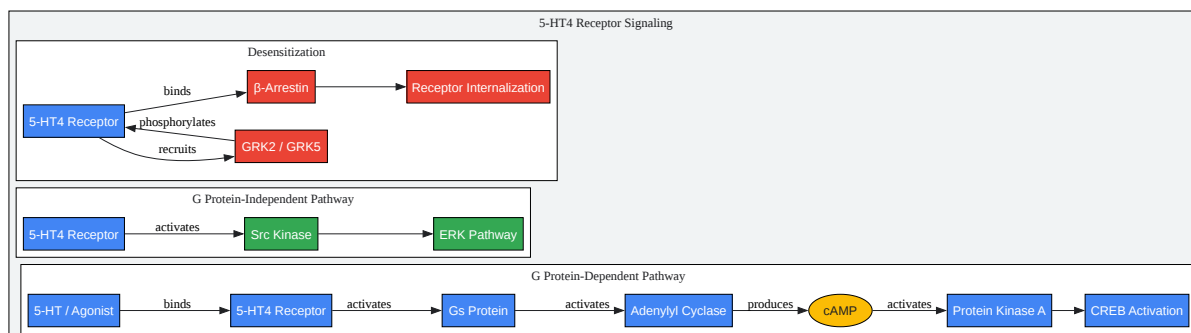 5-HT4 Receptor Signaling
Desensitization
5-HT4 Receptor
binds
β-Arrestin
Receptor Internalization
phosphorylates
recruits
GRK2 / GRK5
G Protein-Independent Pathway
5-HT4 Receptor
activates
Src Kinase
ERK Pathway
G Protein-Dependent Pathway
5-HT / Agonist
binds
5-HT4 Receptor
activates
Gs Protein
activates
Adenylyl Cyclase
produces
cAMP
activates
Protein Kinase A
CREB Activation